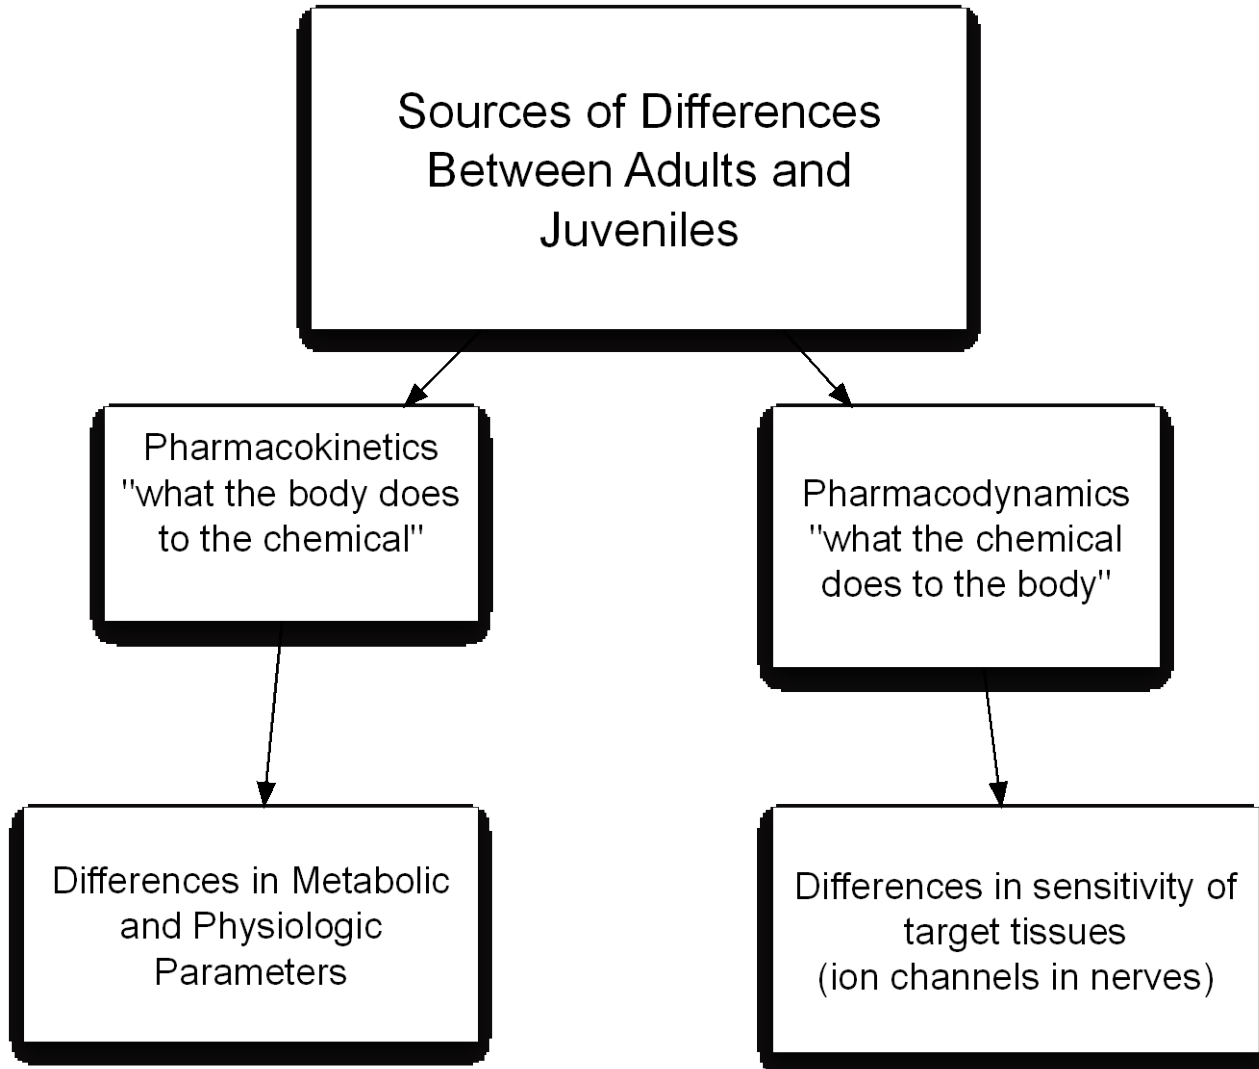 Sources of Differences
Between Adults and
Juveniles
Pharmacokinetics
"what the body does
to the chemical"
Pharmacodynamics
"what the chemical
does to the body"
Differences in Metabolic
and Physiologic
Parameters
Differences in sensitivity of
target tissues
(ion channels in nerves)